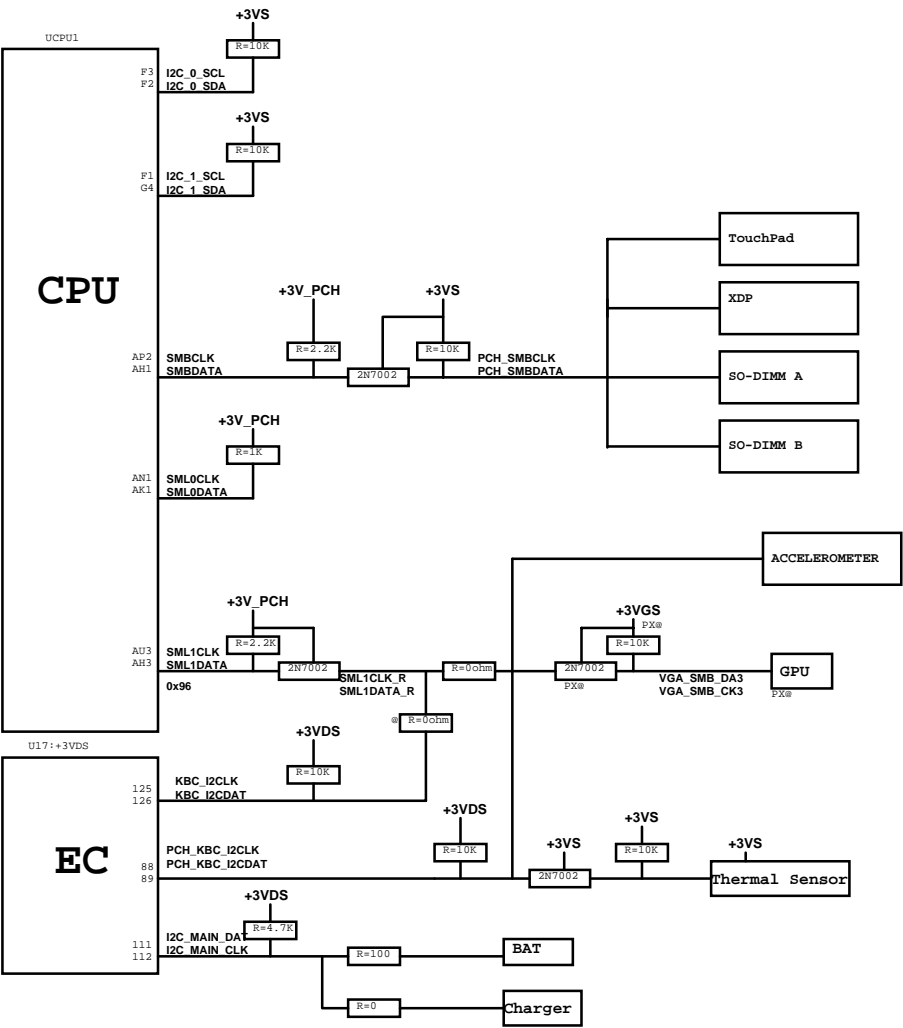 +3VS
UCPU1
R=10K
F3 I2C_0_SCL
F2 I2C_0_SDA
+3VS
R=10K
F1 I2C_1_SCL
G4 I2C_1_SDA
TouchPad
CPU
+3V_PCH
+3VS
XDP
R=2.2K
R=10K
AP2 SMBCLK
PCH_SMBCLK
AH1 SMBDATA
2N7002
PCH_SMBDATA
SO-DIMM A
+3V_PCH
R=1K
SO-DIMM B
AN1 SML0CLK
AK1 SML0DATA
ACCELEROMETER
+3V_PCH
+3VGS
PX@
R=2.2K
R=10K
AU3 SML1CLK
AH3 SML1DATA
2N7002
R=0ohm
2N7002
GPU
0x96
SML1CLK_R
SML1DATA_R
PX@
VGA_SMB_DA3
VGA_SMB_CK3
PX@
@ R=0ohm
+3VDS
U17:+3VDS
R=10K
125 KBC_I2CLK
126 KBC_I2CDAT
+3VDS
+3VS
EC
PCH_KBC_I2CLK
R=10K
+3VS
R=10K
+3VS
88 PCH_KBC_I2CDAT
89
2N7002
Thermal Sensor
+3VDS
R=4.7K
111 I2C_MAIN_DAT
112 I2C_MAIN_CLK
R=100
BAT
R=0
Charger